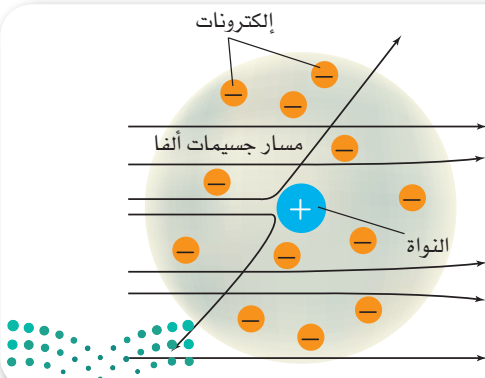 إلكترونات
مسار جسيمات ألفا
+
النواة
− − − − − − − − − − − −